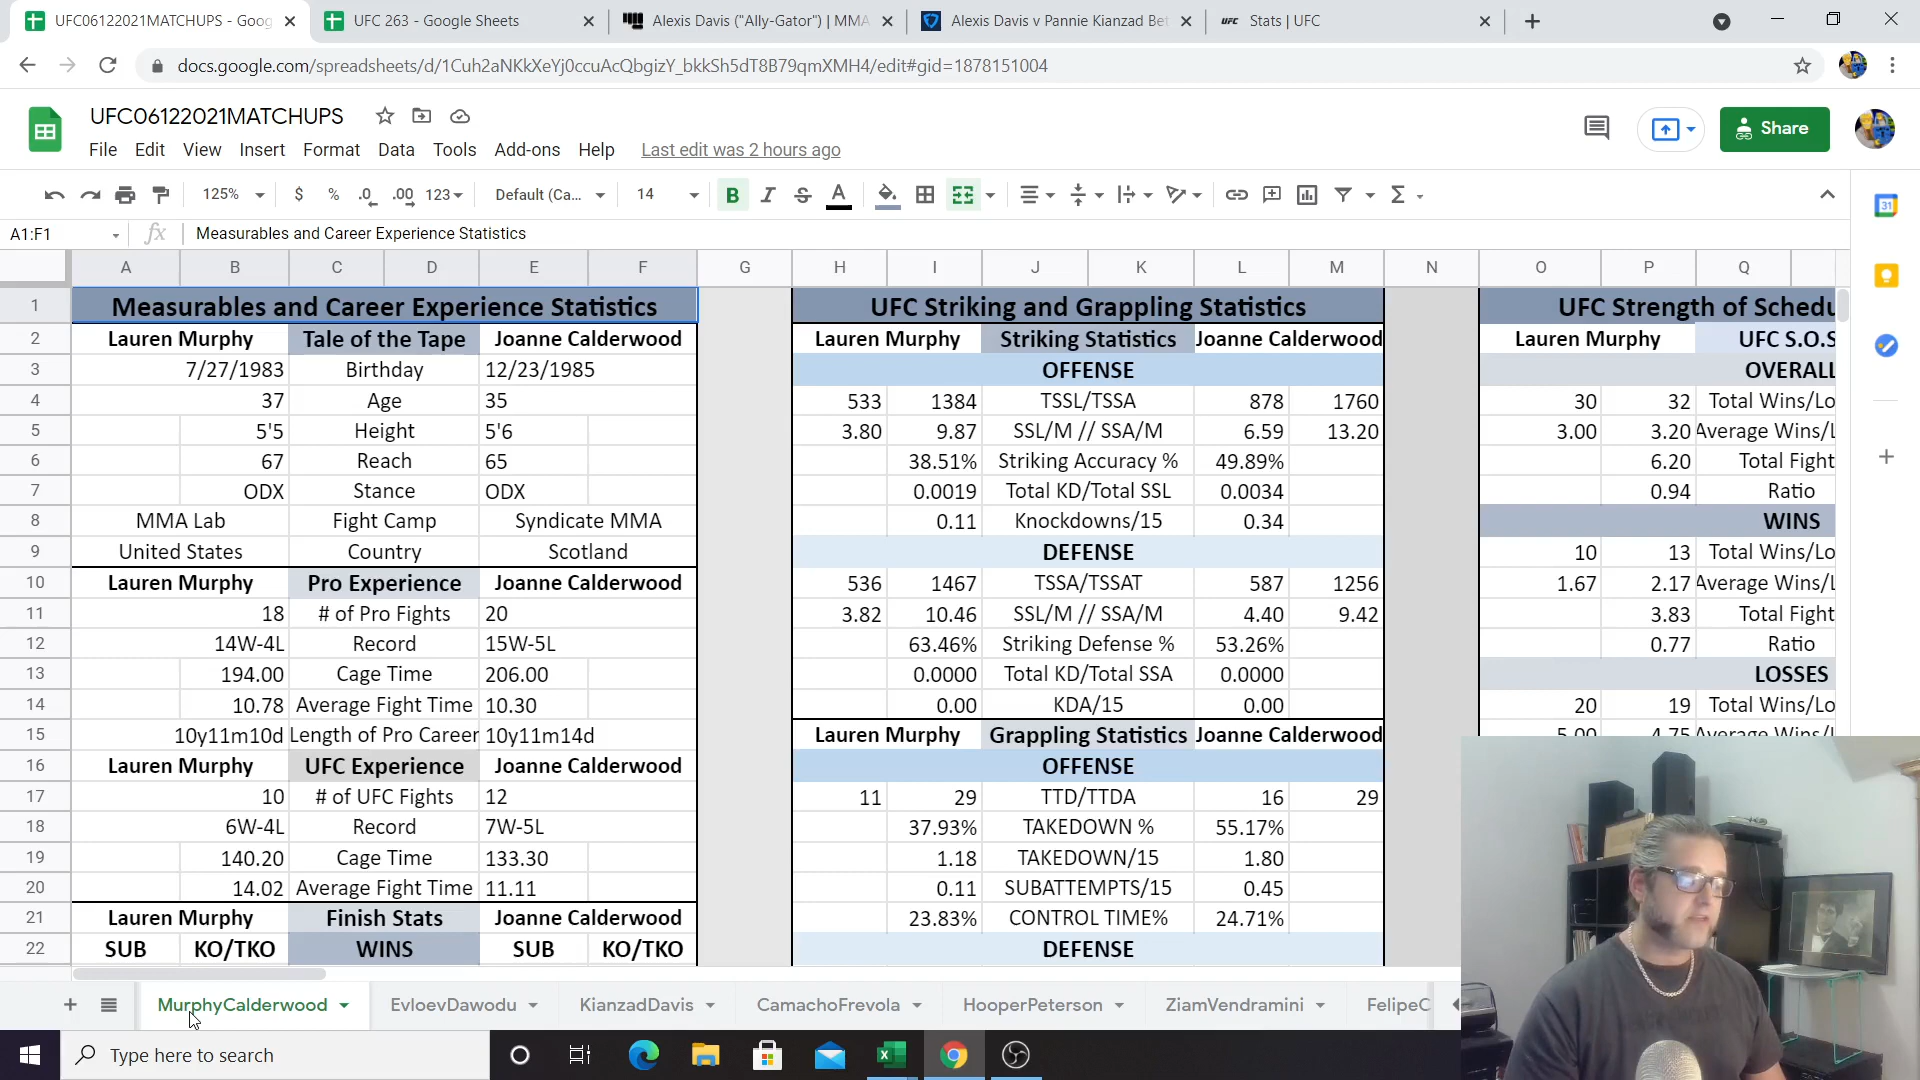 UFC06122021MATCHUPS - Goog
UFC 263 - Google Sheets
Alexis Davis ("Ally-Gator") | MMA
Alexis Davis v Pannie Kianzad Bet
UFC Stats | UFC
docs.google.com/spreadsheets/d/1Cuh2aNKkXeYj0ccuAcQbgizY_bkkSh5dT8B79qmXMH4/edit#gid=1878151004
UFC06122021MATCHUPS
Share
File Edit View Insert Format Data Tools Add-ons Help Last edit was 2 hours ago
125% $ % .0 .00 123 Default (Ca... 14 B I S A Σ
31
A1:F1 fx Measurables and Career Experience Statistics
A B C D E F G H I J K L M N O P Q
1 Measurables and Career Experience Statistics UFC Striking and Grappling Statistics UFC Strength of Schedu
2 Lauren Murphy Tale of the Tape Joanne Calderwood Lauren Murphy Striking Statistics Joanne Calderwood Lauren Murphy UFC S.O.S
3 7/27/1983 Birthday 12/23/1985 OFFENSE OVERALL
4 37 Age 35 533 1384 TSSL/TSSA 878 1760 30 32 Total Wins/Lo
5 5'5 Height 5'6 3.80 9.87 SSL/M // SSA/M 6.59 13.20 3.00 3.20 Average Wins/L
6 67 Reach 65 38.51% Striking Accuracy % 49.89% 6.20 Total Fight
7 ODX Stance ODX 0.0019 Total KD/Total SSL 0.0034 0.94 Ratio
8 MMA Lab Fight Camp Syndicate MMA 0.11 Knockdowns/15 0.34 WINS
9 United States Country Scotland DEFENSE 10 13 Total Wins/Lo
10 Lauren Murphy Pro Experience Joanne Calderwood 536 1467 TSSA/TSSAT 587 1256 1.67 2.17 Average Wins/L
11 18 # of Pro Fights 20 3.82 10.46 SSL/M // SSA/M 4.40 9.42 3.83 Total Fight
12 14W-4L Record 15W-5L 63.46% Striking Defense % 53.26% 0.77 Ratio
13 194.00 Cage Time 206.00 0.0000 Total KD/Total SSA 0.0000 LOSSES
14 10.78 Average Fight Time 10.30 0.00 KDA/15 0.00 20 19 Total Wins/Lo
15 10y11m10d Length of Pro Career 10y11m14d Lauren Murphy Grappling Statistics Joanne Calderwood 5.00 4.75 Average Wins/L
16 Lauren Murphy UFC Experience Joanne Calderwood OFFENSE
17 10 # of UFC Fights 12 11 29 TTD/TTDA 16 29
18 6W-4L Record 7W-5L 37.93% TAKEDOWN % 55.17%
19 140.20 Cage Time 133.30 1.18 TAKEDOWN/15 1.80
20 14.02 Average Fight Time 11.11 0.11 SUBATTEMPTS/15 0.45
21 Lauren Murphy Finish Stats Joanne Calderwood 23.83% CONTROL TIME% 24.71%
22 SUB KO/TKO WINS SUB KO/TKO DEFENSE
MurphyCalderwood EvloevDawodu KianzadDavis CamachoFrevola HooperPeterson ZiamVendramini FelipeC
Type here to search